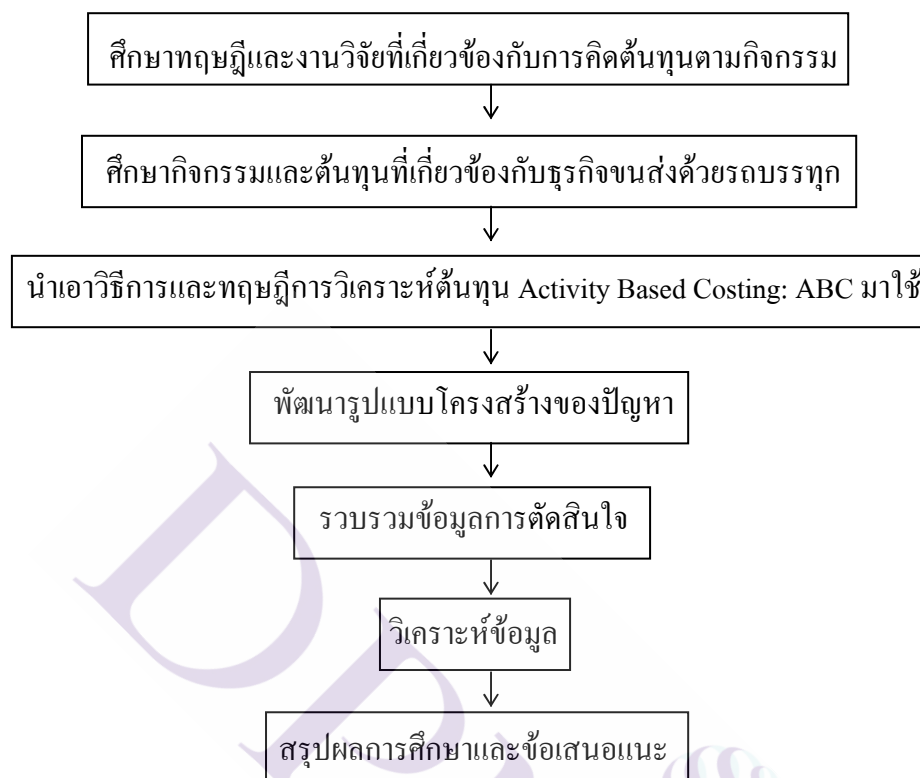 ศึกษาทฤษฎีและงานวิจัยที่เกี่ยวข้องกับการคิดต้นทุนตามกิจกรรม
ศึกษากิจกรรมและต้นทุนที่เกี่ยวข้องกับธุรกิจขนส่งด้วยรถบรรทุก
นำเอาวิธีการและทฤษฎีการวิเคราะห์ต้นทุน Activity Based Costing: ABC มาใช้
พัฒนารูปแบบโครงสร้างของปัญหา
รวบรวมข้อมูลการตัดสินใจ
วิเคราะห์ข้อมูล
สรุปผลการศึกษาและข้อเสนอแนะ